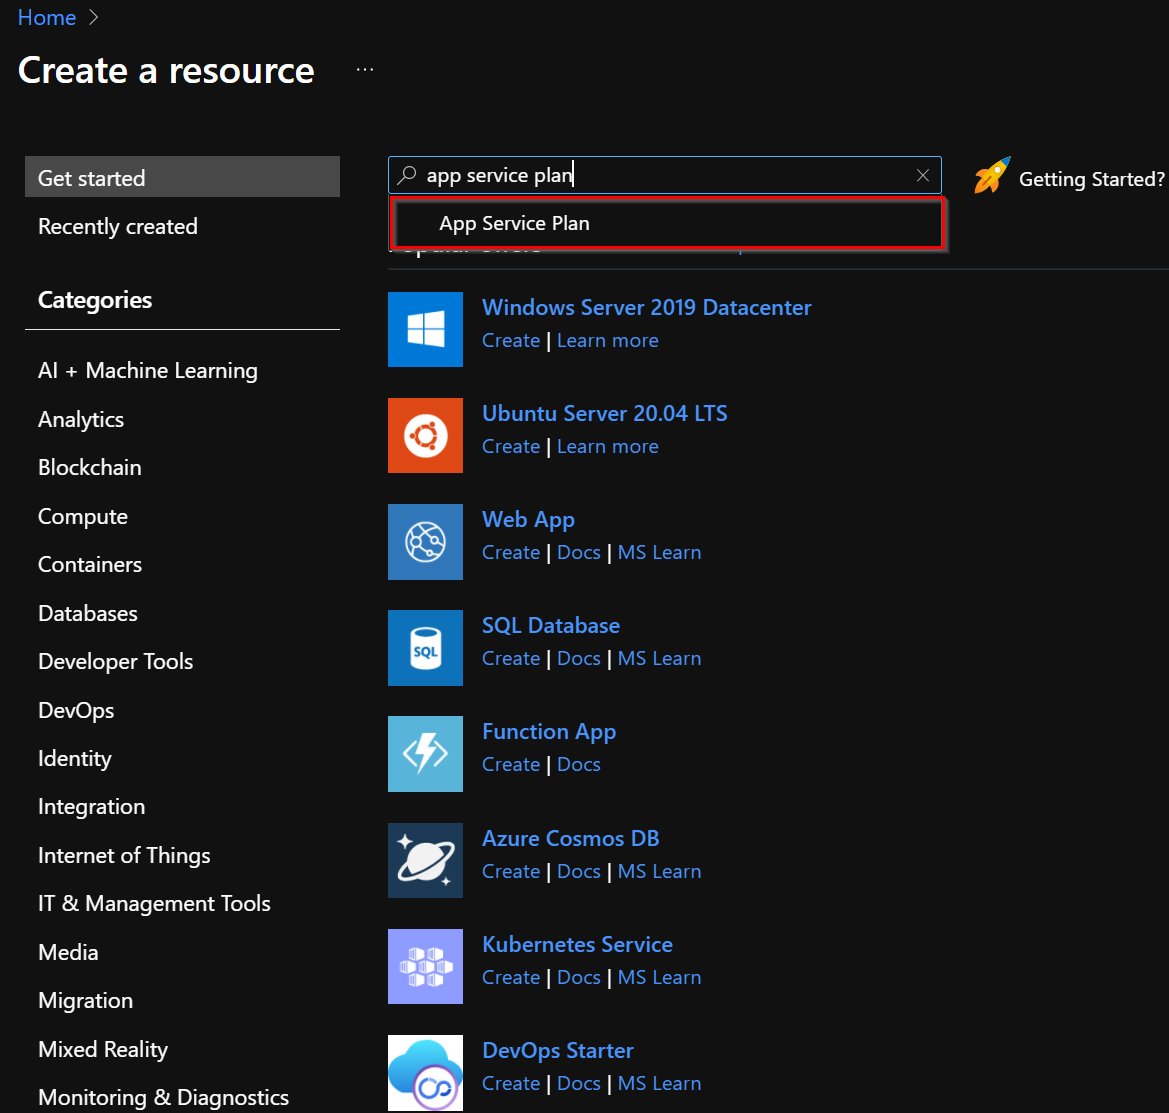 Home
Create a resource
...
Get started
Recently created
Categories
AI + Machine Learning
Analytics
Blockchain
Compute
Containers
Databases
Developer Tools
DevOps
Identity
Integration
Internet of Things
IT & Management Tools
Media
Migration
Mixed Reality
Monitoring & Diagnostics
app service plan
App Service Plan
Getting Started?
Windows Server 2019 Datacenter
Create | Learn more
Ubuntu Server 20.04 LTS
Create | Learn more
Web App
Create | Docs | MS Learn
SQL
SQL Database
Create | Docs | MS Learn
Function App
Create | Docs
Azure Cosmos DB
Create | Docs | MS Learn
Kubernetes Service
Create | Docs | MS Learn
DevOps Starter
Create | Docs | MS Learn